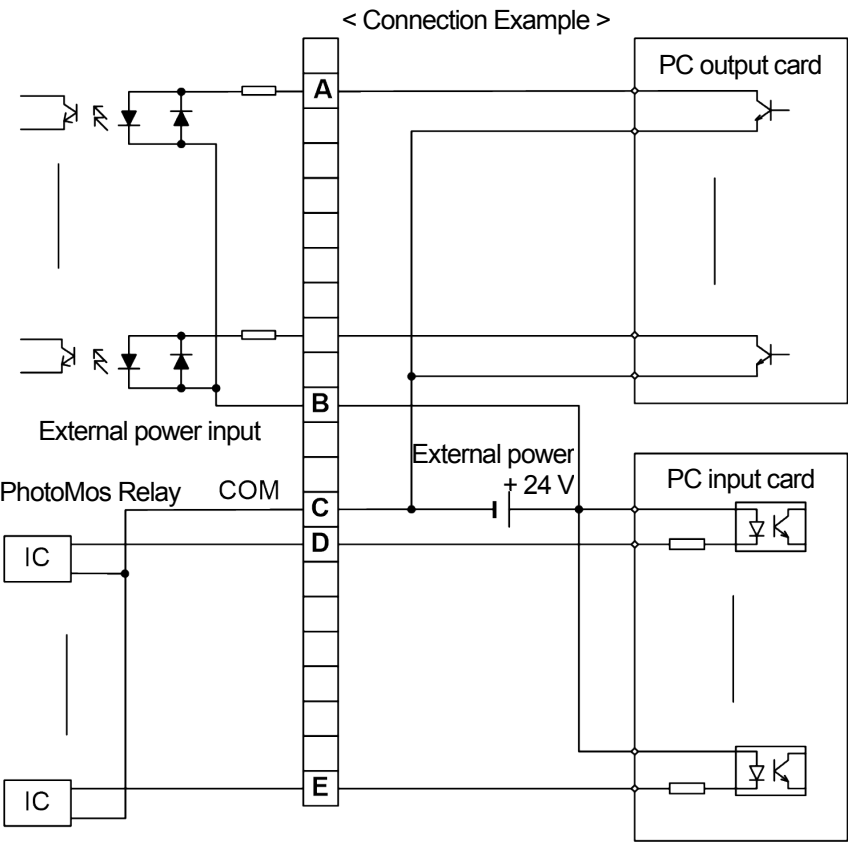 < Connection Example >
PC output card
A
B
External power input
External power
+ 24 V
PC input card
PhotoMos Relay
COM
C
D
IC
E
IC